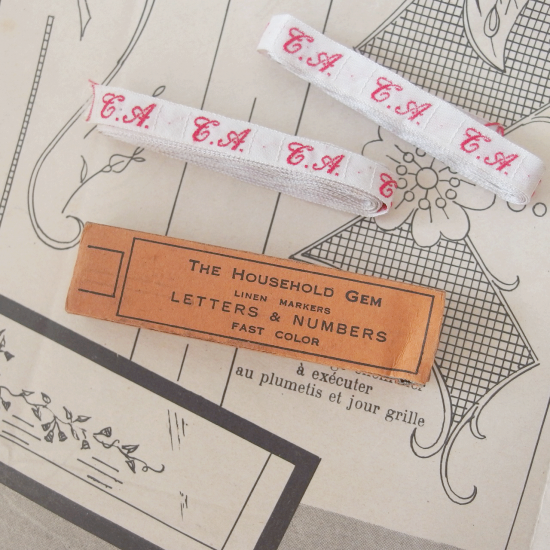 C.A.
C.A.
C.A.
C.A.
C.A.
C.A.
C
THE HOUSEHOLD GEM
LINEN MARKERS
LETTERS & NUMBERS
FAST COLOR
à exécuter
au plumetis et jour grille